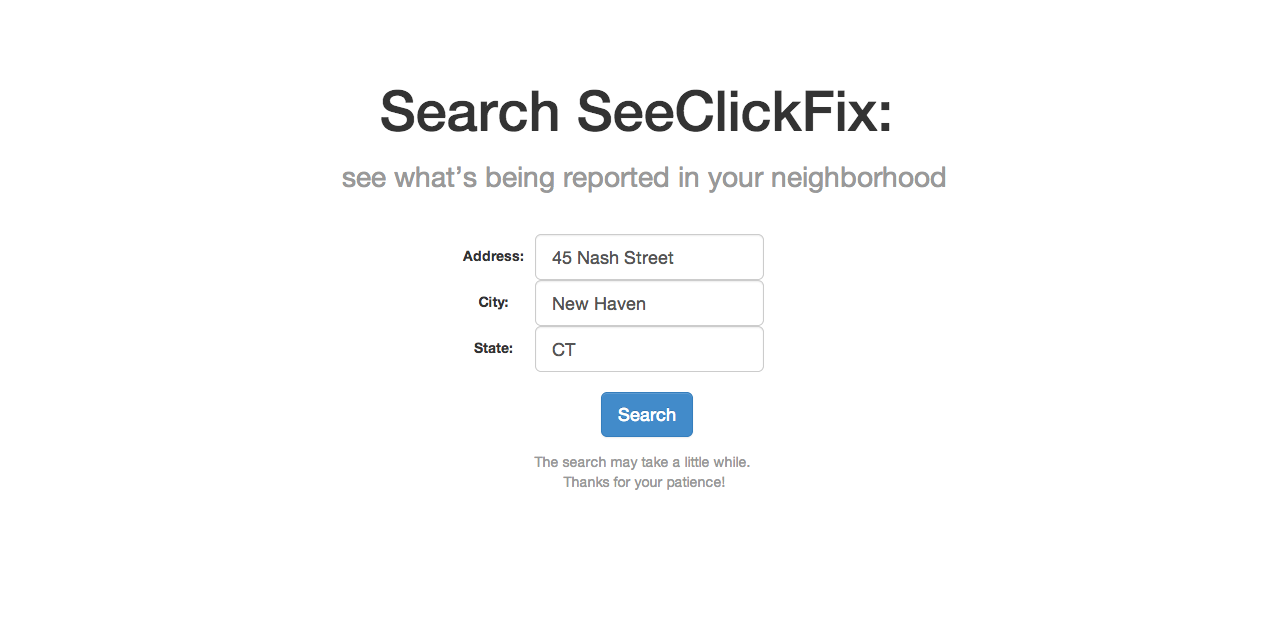 Search SeeClickFix:
see what's being reported in your neighborhood
Address: 45 Nash Street
City: New Haven
State: CT
Search
The search may take a little while.
Thanks for your patience!